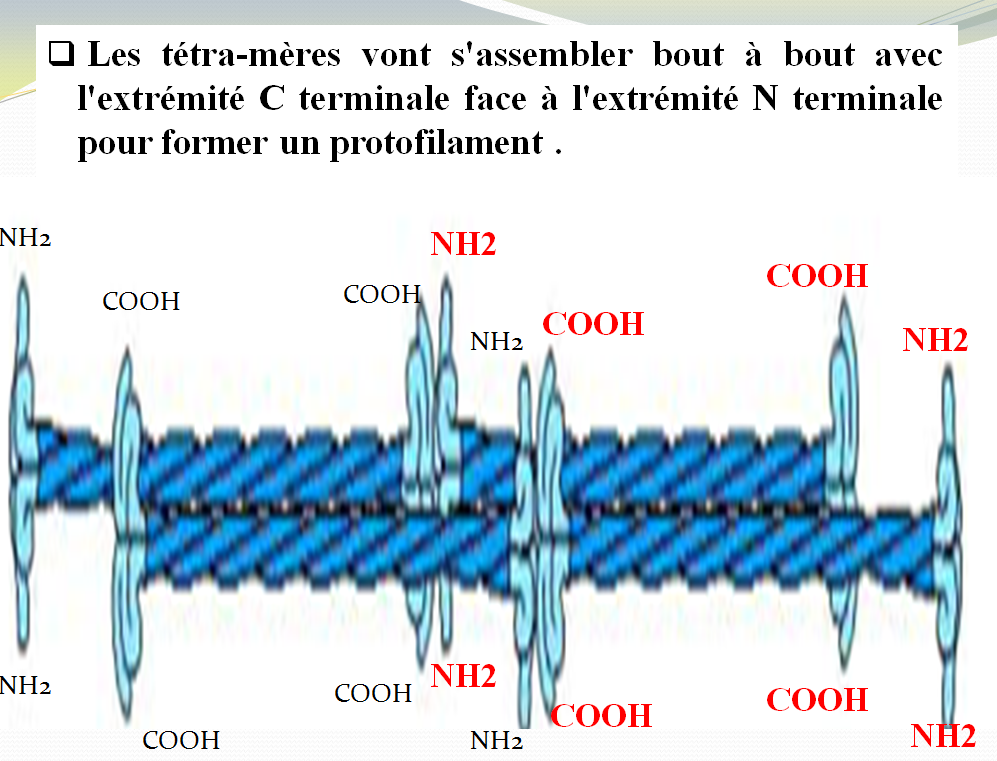 ❑ Les tétra-mères vont s'assembler bout à bout avec
l'extrémité C terminale face à l'extrémité N terminale
pour former un protofilament .
NH2
NH2
COOH
COOH
COOH
COOH
NH2
NH2
NH2
COOH
NH2
COOH
COOH
COOH
NH2
COOH
NH2